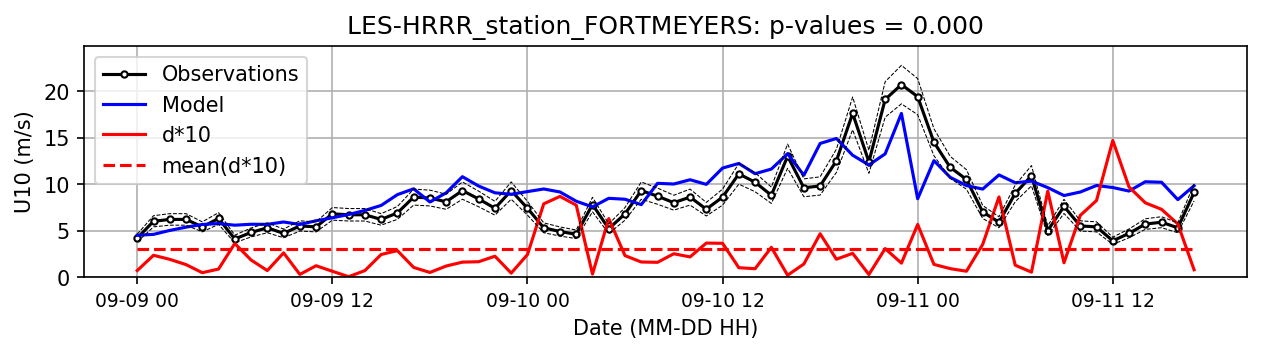 LES-HRRR_station_FORTMEYERS: p-values = 0.000
U10 (m/s)
20
15
10
5
0
Observations
Model
d*10
mean(d*10)
09-09 00
09-09 12
09-10 00
09-10 12
09-11 00
09-11 12
Date (MM-DD HH)